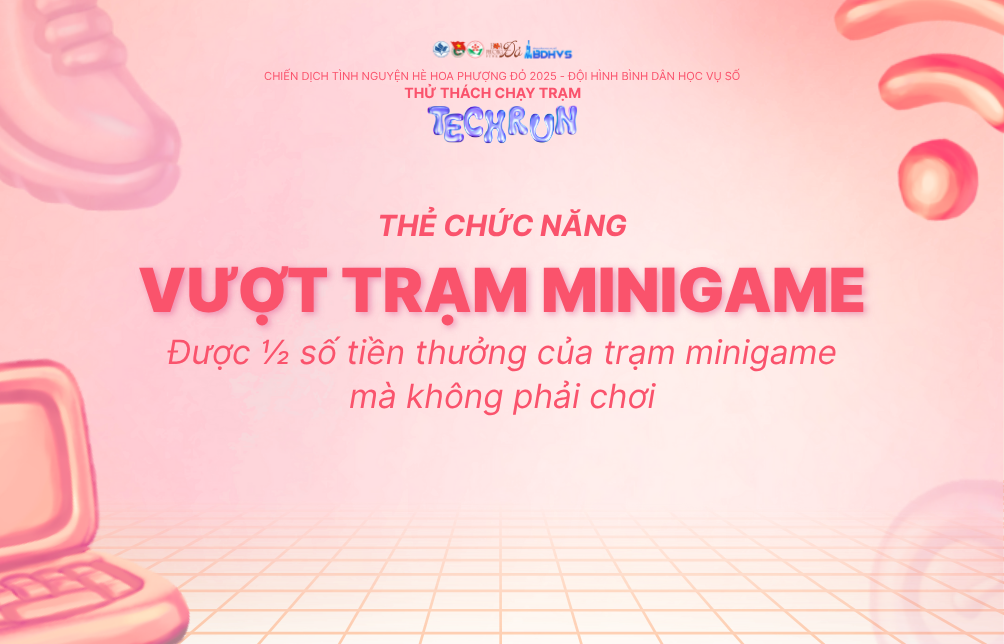 BDHVS
CHIẾN DỊCH TÌNH NGUYỆN HÈ HOA PHƯỢNG ĐỎ 2025 - ĐỘI HÌNH BÌNH DÂN HỌC VỤ SỐ
THỬ THÁCH CHẠY TRẠM
TECHRUN
THẺ CHỨC NĂNG
VƯỢT TRẠM MINIGAME
Được ½ số tiền thưởng của trạm minigame
mà không phải chơi